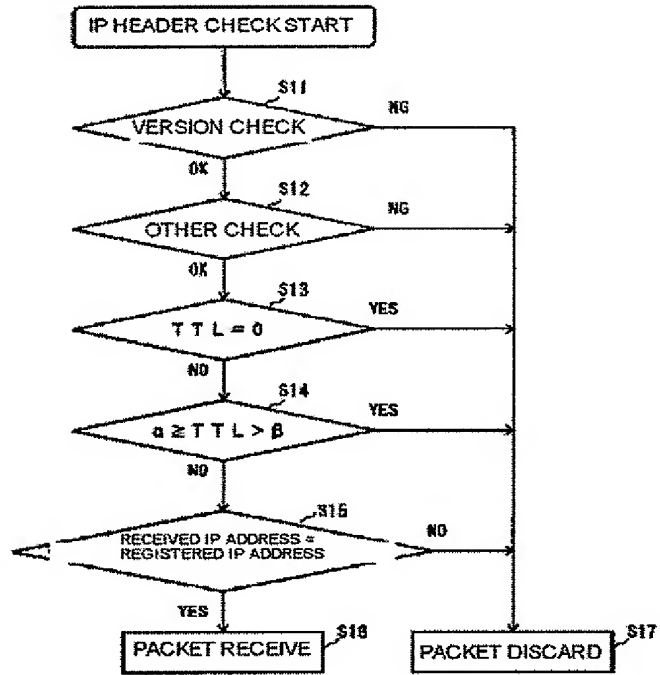 IP HEADER CHECK START
S11
VERSION CHECK
NG
OK
S12
OTHER CHECK
NG
OK
S13
TTL = 0
YES
NO
S14
α ≥ TTL > β
YES
NO
S15
RECEIVED IP ADDRESS =
REGISTERED IP ADDRESS
NO
YES
S16
PACKET RECEIVE
S17
PACKET DISCARD